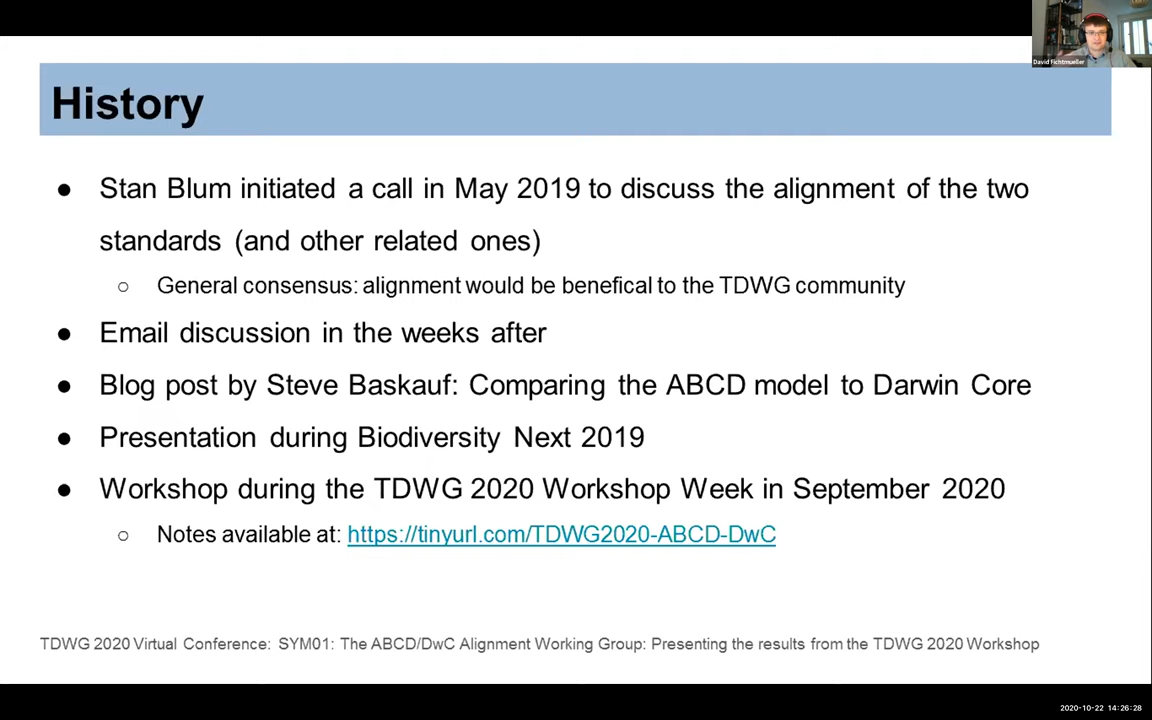 David Fichtmueller
History
● Stan Blum initiated a call in May 2019 to discuss the alignment of the two
standards (and other related ones)
○ General consensus: alignment would be benefical to the TDWG community
● Email discussion in the weeks after
● Blog post by Steve Baskauf: Comparing the ABCD model to Darwin Core
● Presentation during Biodiversity Next 2019
● Workshop during the TDWG 2020 Workshop Week in September 2020
○ Notes available at: https://tinyurl.com/TDWG2020-ABCD-DwC
TDWG 2020 Virtual Conference: SYM01: The ABCD/DwC Alignment Working Group: Presenting the results from the TDWG 2020 Workshop
2020-10-22 14:26:28